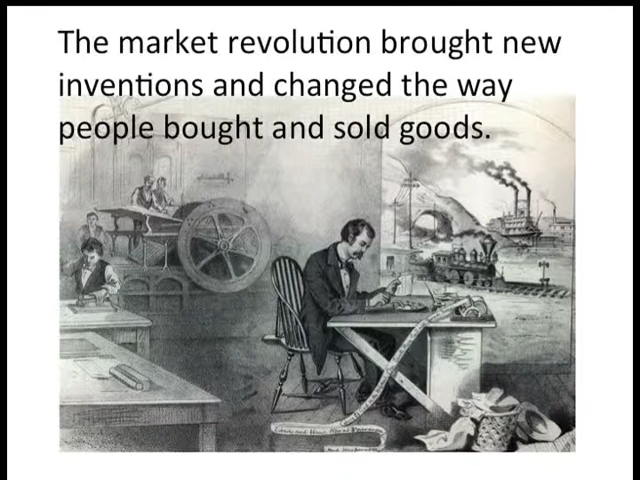 The market revolution brought new
inventions and changed the way
people bought and sold goods.